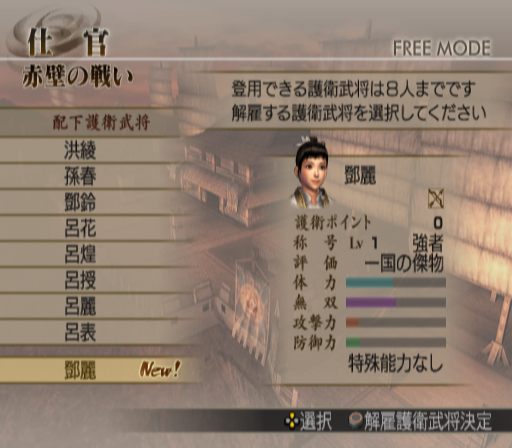 仕官
FREE MODE
赤壁の戦い
登用できる護衛武将は8人までです
解雇する護衛武将を選択してください
配下護衛武将
洪綾
孫春
鄧鈴
呂花
呂煌
呂授
呂麗
呂表
鄧麗 New!
鄧麗
護衛ポイント 0
称号 Lv 1 強者
評価 一国の傑物
体力
無双
攻撃力
防御力
特殊能力なし
選択 解雇護衛武将決定